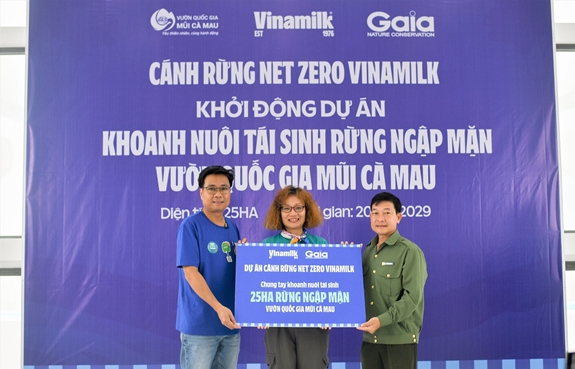 VƯỜN QUỐC GIA
MŨI CÀ MAU
Vinamilk
EST 1976
Gaia
NATURE CONSERVATION
CÁNH RỪNG NET ZERO VINAMILK
KHỞI ĐỘNG DỰ ÁN
KHOANH NUÔI TÁI SINH RỪNG NGẬP MẶN
VƯỜN QUỐC GIA MŨI CÀ MAU
Diện 25HA gian: 2029
Vinamilk Gaia
DỰ ÁN CÁNH RỪNG NET ZERO VINAMILK
Chung tay khoanh nuôi tái sinh
25HA RỪNG NGẬP MẶN
VƯỜN QUỐC GIA MŨI CÀ MAU